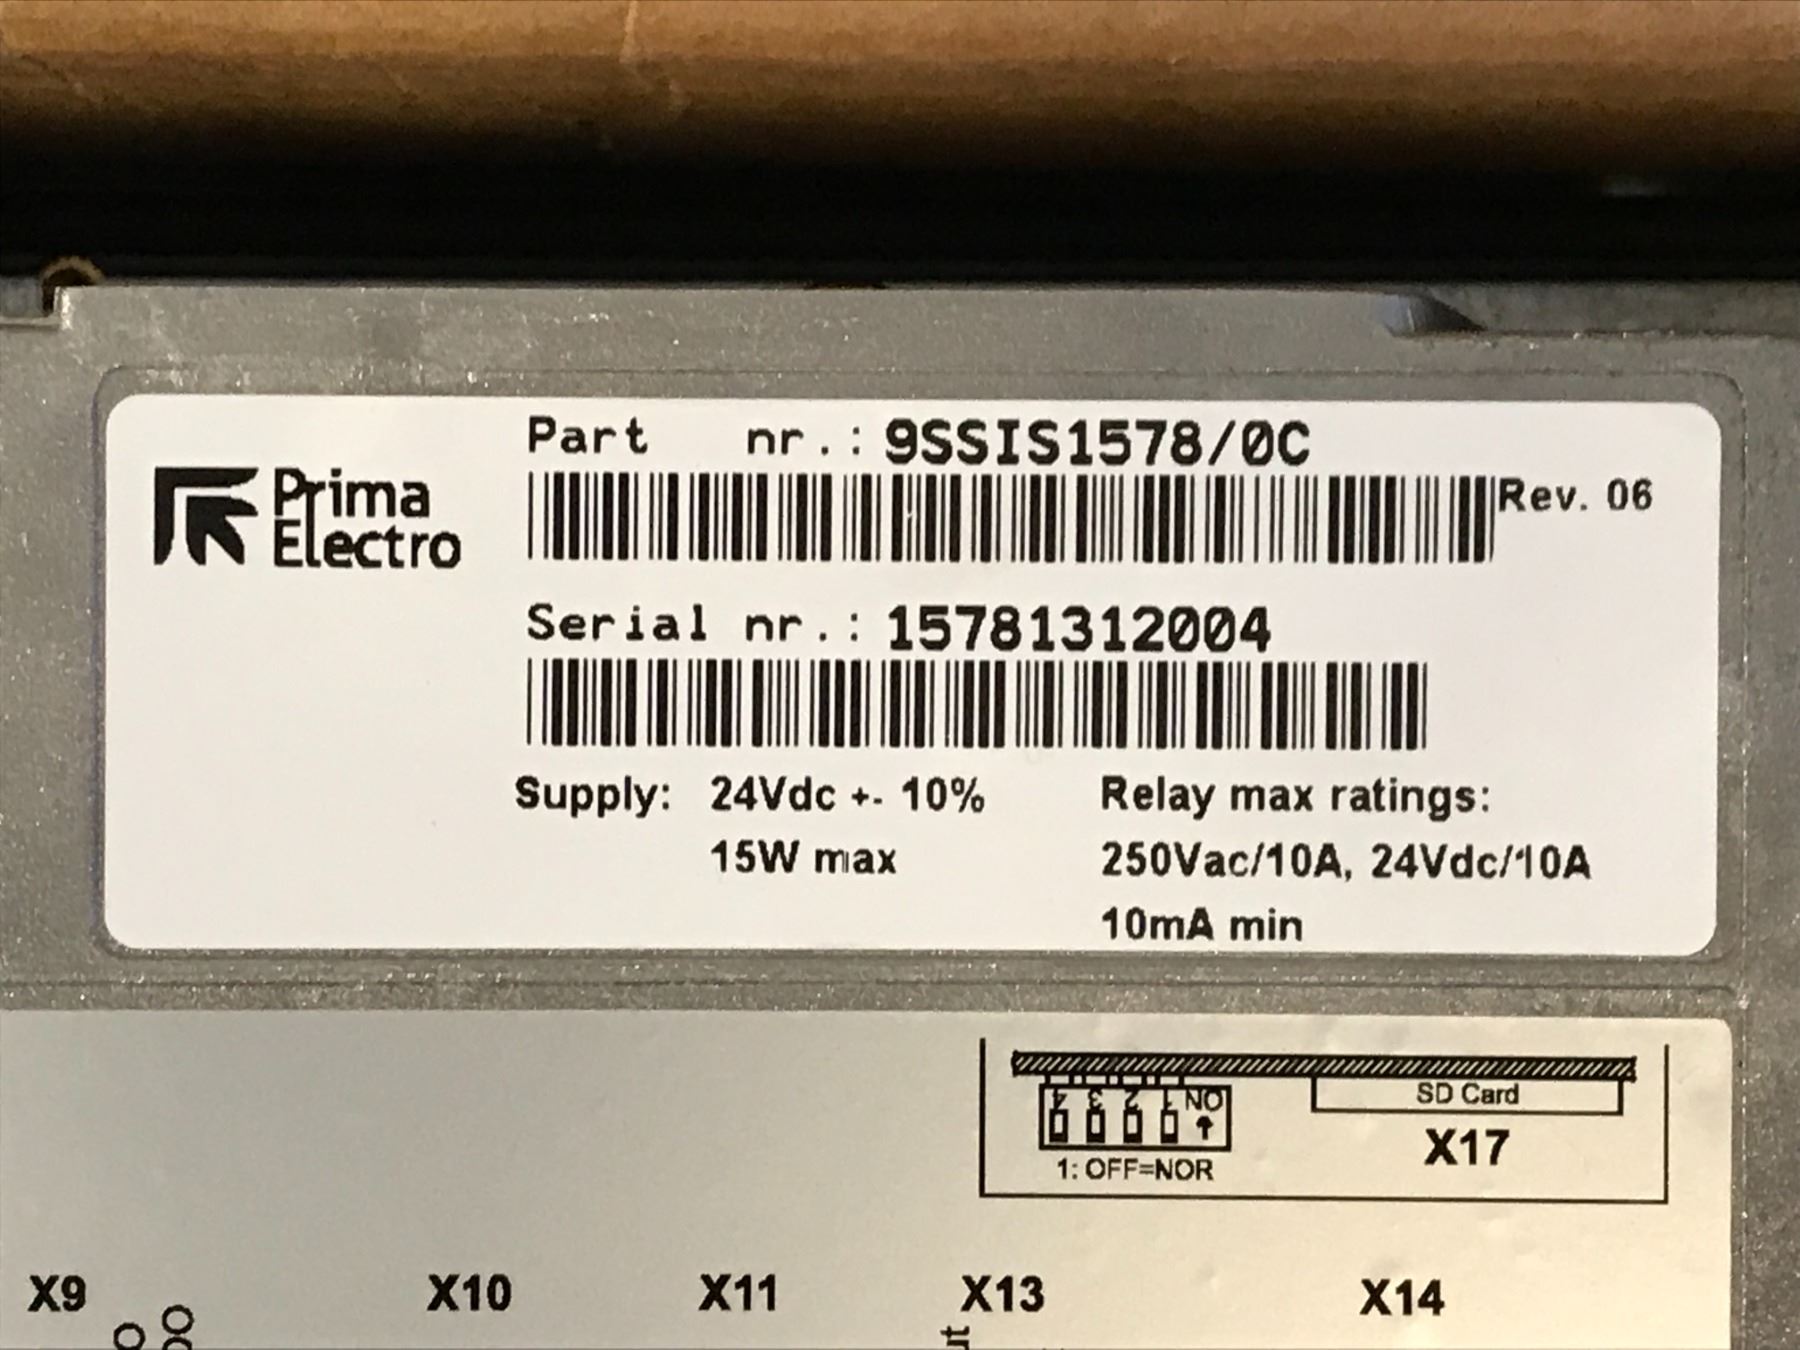 Prima
Electro
Part nr.: 9SSIS1578/0C
Rev. 06
Serial nr.: 15781312004
Supply: 24Vdc +- 10%
15W max
Relay max ratings:
250Vac/10A, 24Vdc/10A
10mA min
4 3 2 1 NO
1: OFF=NOR
SD Card
X17
X9
X10
X11
X13
X14